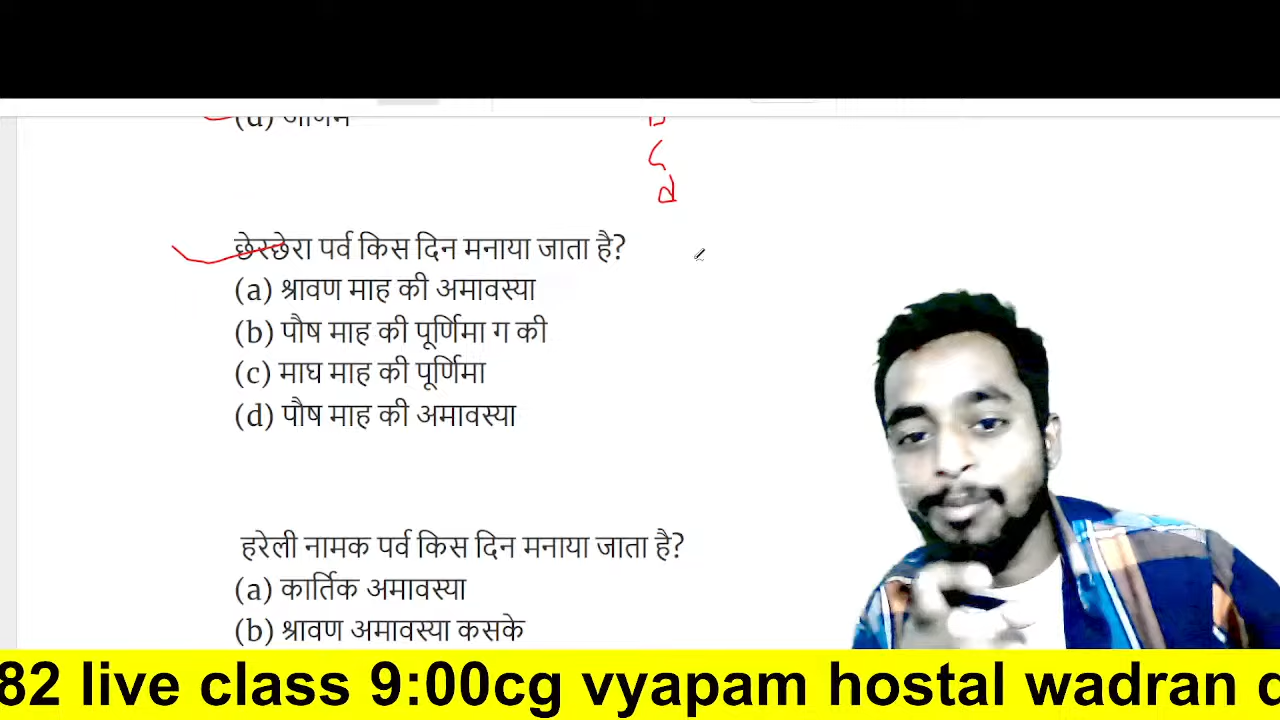 (d)
B
C
d
छेरछेरा पर्व किस दिन मनाया जाता है?
(a) श्रावण माह की अमावस्या
(b) पौष माह की पूर्णिमा ग की
(c) माघ माह की पूर्णिमा
(d) पौष माह की अमावस्या
हरेली नामक पर्व किस दिन मनाया जाता है?
(a) कार्तिक अमावस्या
(b) श्रावण अमावस्या कसके
82 live class 9:00cg vyapam hostal wadran